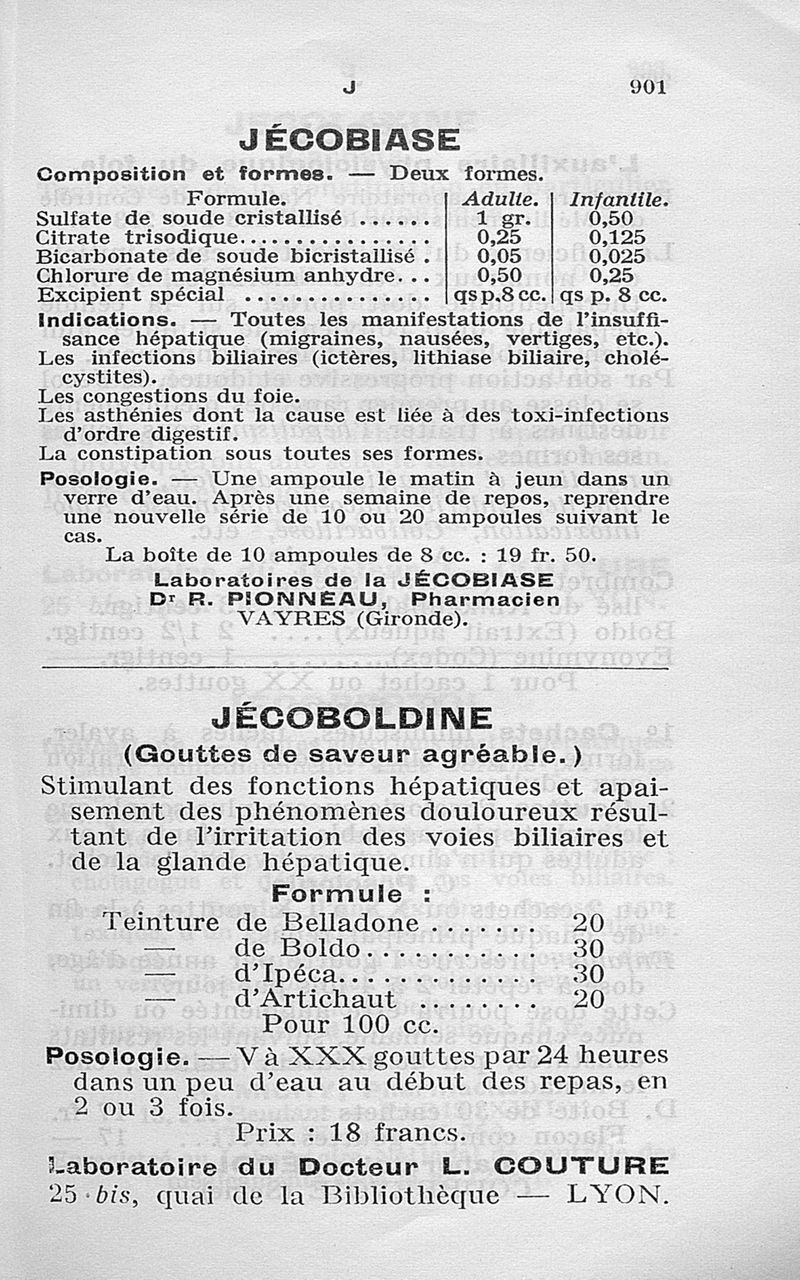 J 901
JÉCOBIASE
Composition et formes. — Deux formes.
Formule. Adulte. Infantile.
Sulfate de soude cristallisé ...... 1 gr. 0,50
Citrate trisodique................ 0,25 0,125
Bicarbonate de soude bicristallisé . 0,05 0,025
Chlorure de magnésium anhydre... 0,50 0,25
Excipient spécial ............... qsp.8cc. qs p. 8 cc.
Indications. — Toutes les manifestations de l'insuffi-
sance hépatique (migraines, nausées, vertiges, etc.).
Les infections biliaires (ictères, lithiase biliaire, cholé-
cystites).
Les congestions du foie.
Les asthénies dont la cause est liée à des toxi-infections
d'ordre digestif.
La constipation sous toutes ses formes.
Posologie. — Une ampoule le matin à jeun dans un
verre d'eau. Après une semaine de repos, reprendre
une nouvelle série de 10 ou 20 ampoules suivant le
cas.
La boîte de 10 ampoules de 8 cc. : 19 fr. 50.
Laboratoires de la JÉCOBIASE
Dr R. PIONNEAU, Pharmacien
VAYRES (Gironde).
JÉCOBOLDINE
(Gouttes de saveur agréable.)
Stimulant des fonctions hépatiques et apai-
sement des phénomènes douloureux résul-
tant de l'irritation des voies biliaires et
de la glande hépatique.
Formule :
Teinture de Belladone ....... 20
— de Boldo.......... 30
— d'Ipéca............ 30
— d'Artichaut ........ 20
Pour 100 cc.
Posologie. — V à XXX gouttes par 24 heures
dans un peu d'eau au début des repas, en
2 ou 3 fois.
Prix : 18 francs.
Laboratoire du Docteur L. COUTURE
25 bis, quai de la Bibliothèque — LYON.